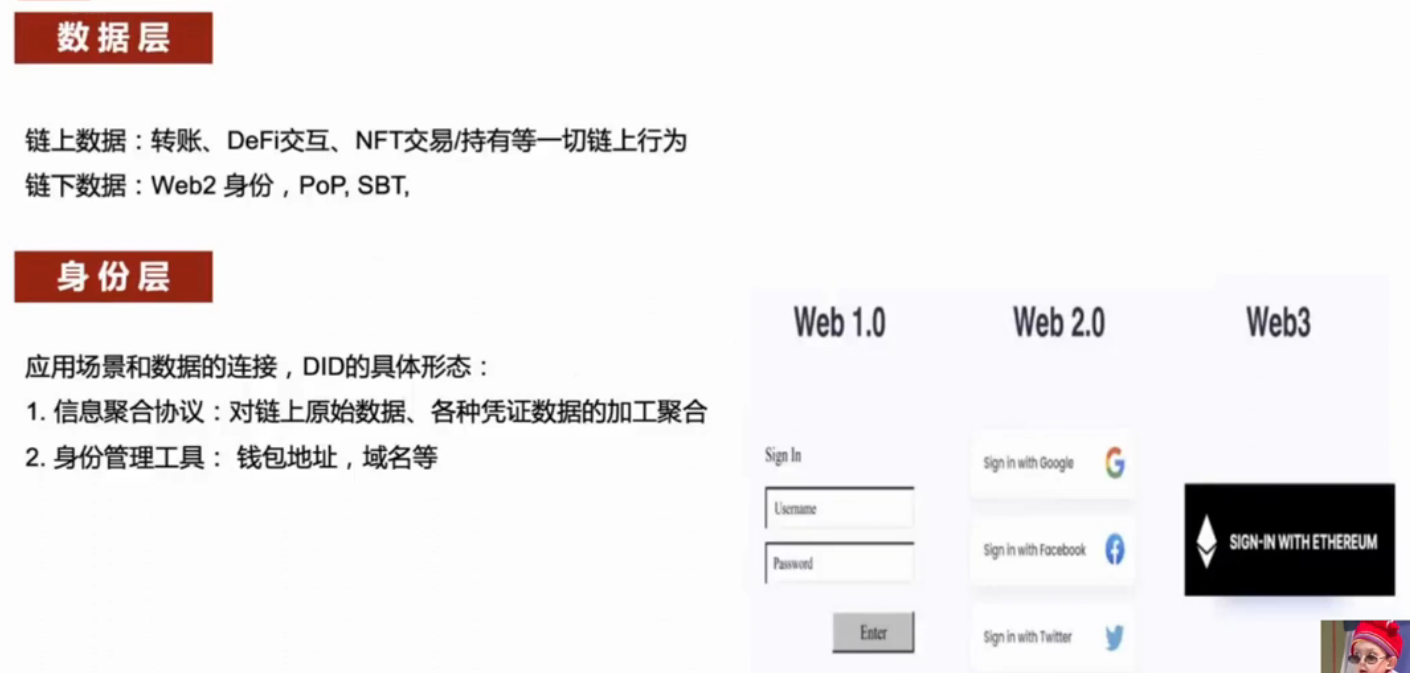 数据层
链上数据：转账、DeFi交互、NFT交易/持有等一切链上行为
链下数据：Web2 身份，PoP, SBT,
身份层
应用场景和数据的连接，DID的具体形态：
1. 信息聚合协议：对链上原始数据、各种凭证数据的加工聚合
2. 身份管理工具： 钱包地址，域名等
Web 1.0
Sign In
Username
Password
Enter
Web 2.0
Sign in with Google
Sign in with Facebook
Sign in with Twitter
Web3
SIGN-IN WITH ETHEREUM